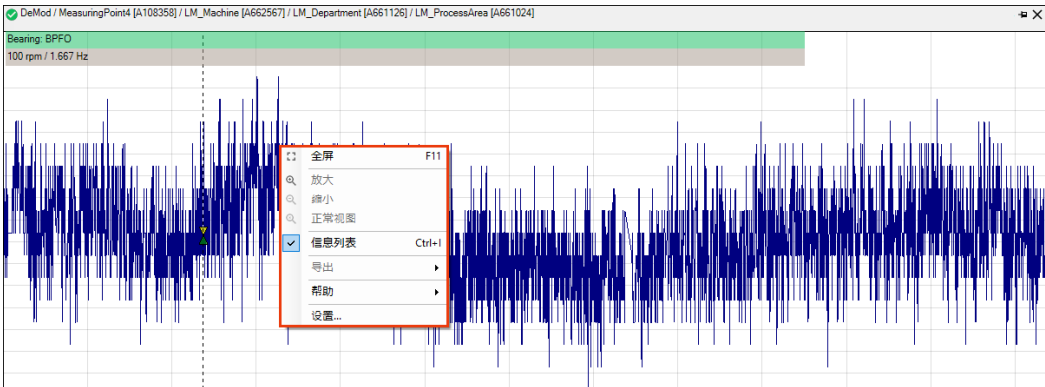 DeMod / MeasuringPoint4 [A108358] / LM_Machine [A662567] / LM_Department [A661126] / LM_ProcessArea [A661024]
Bearing: BPFO
100 rpm / 1.667 Hz
全屏 F11
放大
缩小
正常视图
信息列表 Ctrl+I
导出
帮助
设置...